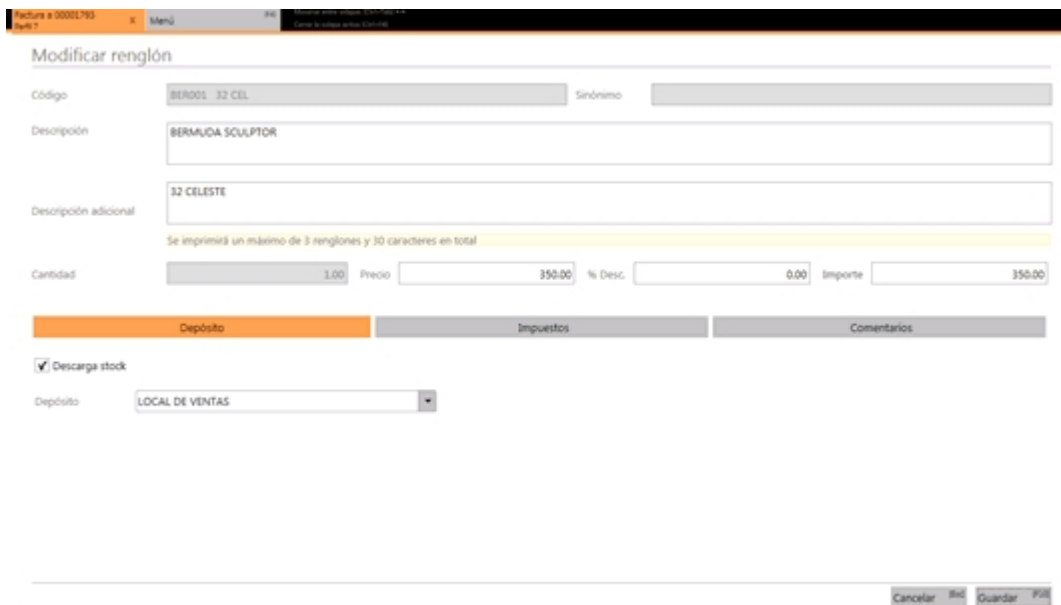 Factura a 00001793 X Menú
Perfil 7
Modificar renglón
Código BER001 32 CEL Sinónimo
Descripción BERMUDA SCULPTOR
32 CELESTE
Descripción adicional
Se imprimirá un máximo de 3 renglones y 30 caracteres en total
Cantidad 1.00 Precio 350.00 % Desc. 0.00 Importe 350.00
Depósito Impuestos Comentarios
Descarga stock
Depósito LOCAL DE VENTAS
Cancelar Guardar